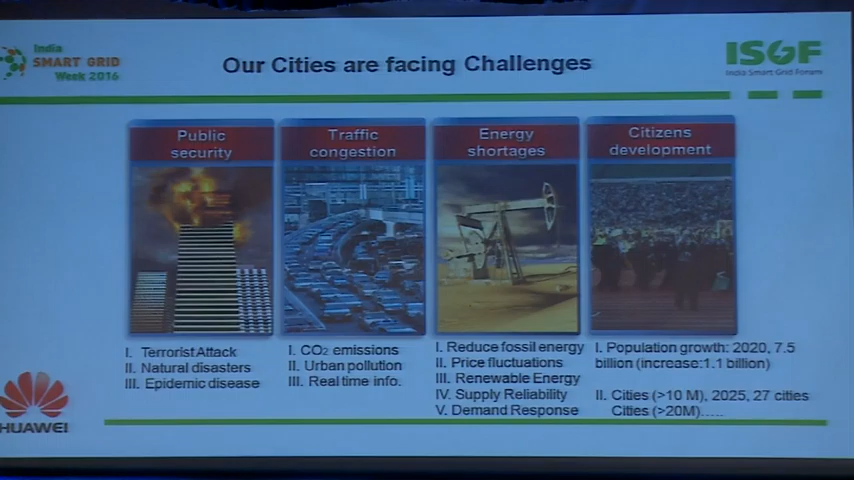 India
SMART GRID
Week 2016
Our Cities are facing Challenges
ISGF
India Smart Grid Forum
Public
security
Traffic
congestion
Energy
shortages
Citizens
development
I. Terrorist Attack
II. Natural disasters
III. Epidemic disease
I. CO2 emissions
II. Urban pollution
III. Real time info.
I. Reduce fossil energy
II. Price fluctuations
III. Renewable Energy
IV. Supply Reliability
V. Demand Response
I. Population growth: 2020, 7.5
billion (increase:1.1 billion)
II. Cities (>10 M), 2025, 27 cities
Cities (>20M).....
HUAWEI